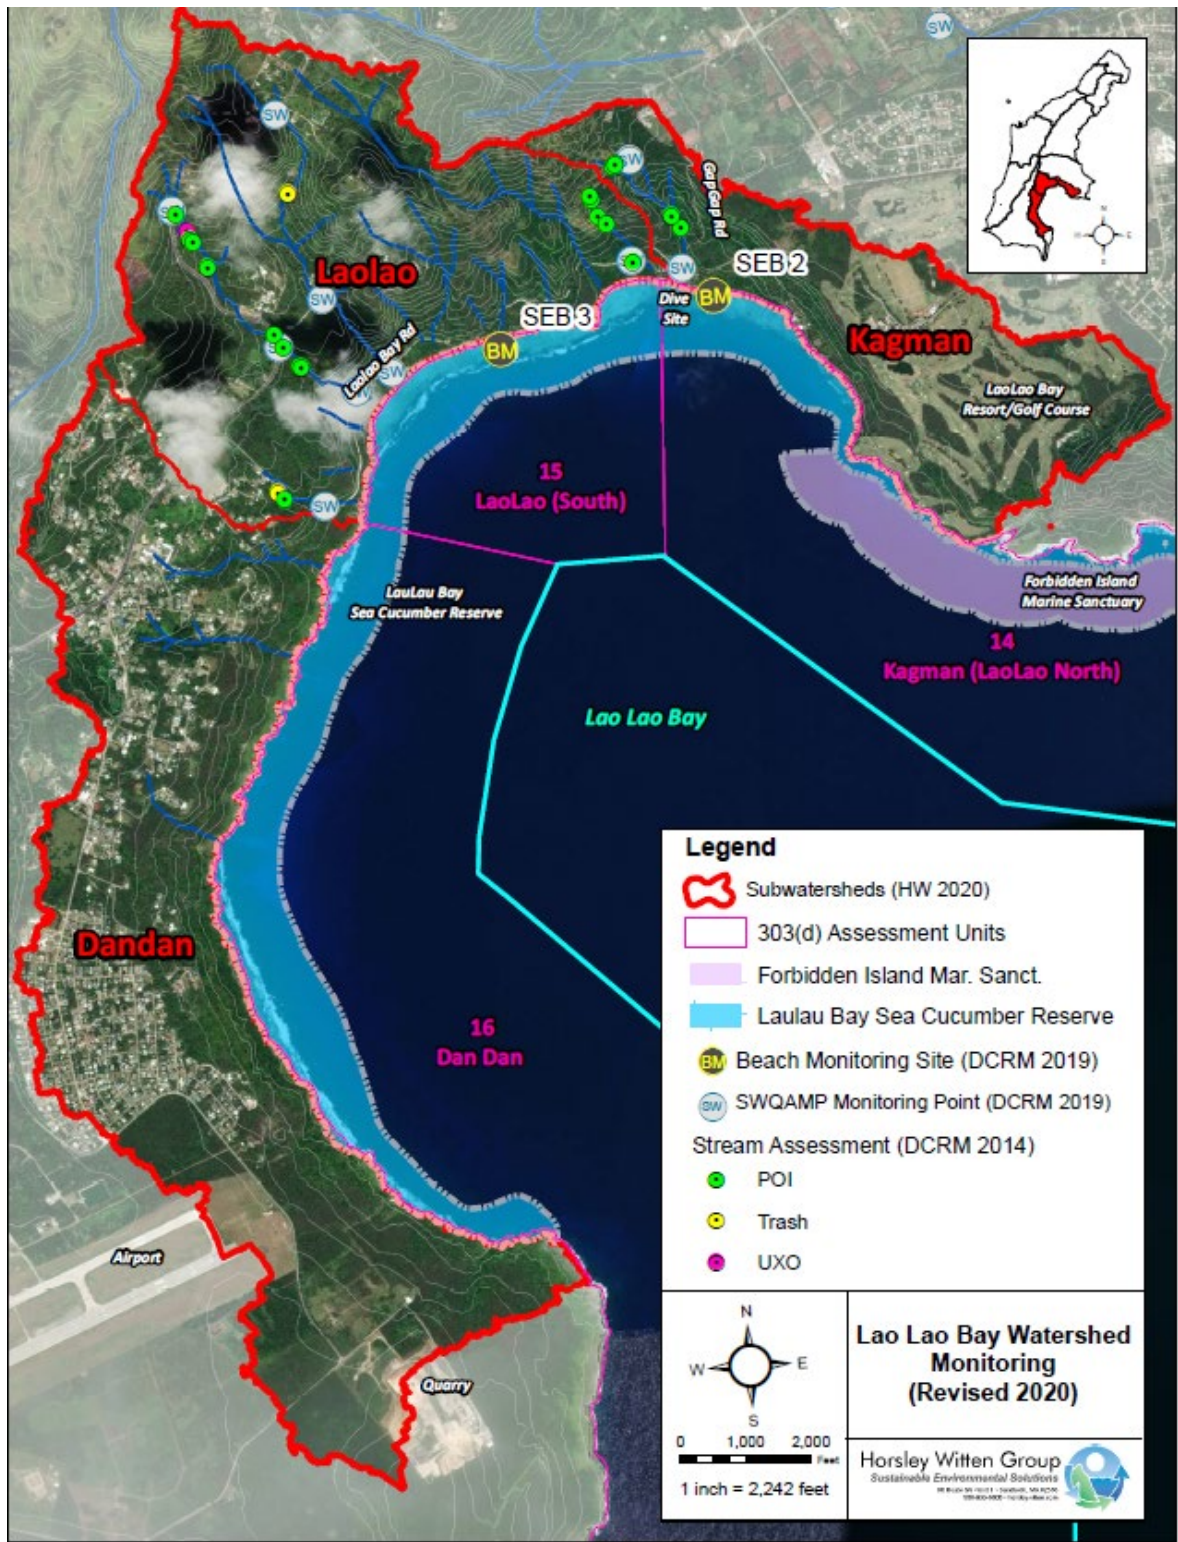 SW
SW
SW
Gap Gap Rd
N
W
E
S
Laolao
SW
SW
SW
SEB 2
BM
Dive
Site
SW
SEB 3
BM
Kagman
Laolao Bay Rd
SW
SW
LaoLao Bay
Resort/Golf Course
15
LaoLao (South)
SW
LauLau Bay
Sea Cucumber Reserve
Forbidden Island
Marine Sanctuary
14
Kagman (LaoLao North)
Lao Lao Bay
Dandan
16
Dan Dan
Airport
Quarry
Legend
Subwatersheds (HW 2020)
303(d) Assessment Units
Forbidden Island Mar. Sanct.
Laulau Bay Sea Cucumber Reserve
BM Beach Monitoring Site (DCRM 2019)
SW SWQAMP Monitoring Point (DCRM 2019)
Stream Assessment (DCRM 2014)
POI
Trash
UXO
N
W
E
S
0 1,000 2,000
Feet
1 inch = 2,242 feet
Lao Lao Bay Watershed
Monitoring
(Revised 2020)
Horsley Witten Group
Sustainable Environmental Solutions